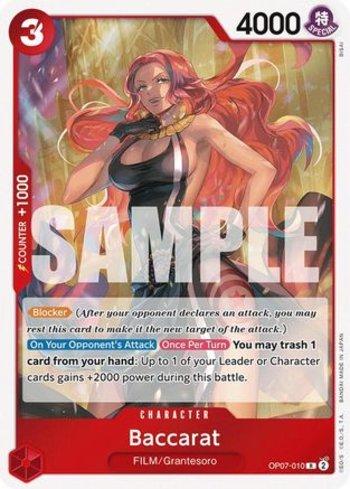 3
4000
特
SPECIAL
BISAI
COUNTER +1000
SAMPLE
Blocker (After your opponent declares an attack, you may
rest this card to make it the new target of the attack.)
On Your Opponent's Attack Once Per Turn You may trash 1
card from your hand: Up to 1 of your Leader or Character
cards gains +2000 power during this battle.
CHARACTER
Baccarat
FILM/Grantesoro
OP07-010 R 2
©E.O./S. ©E.O./S., T.A.
BANDAI MADE IN JAPAN